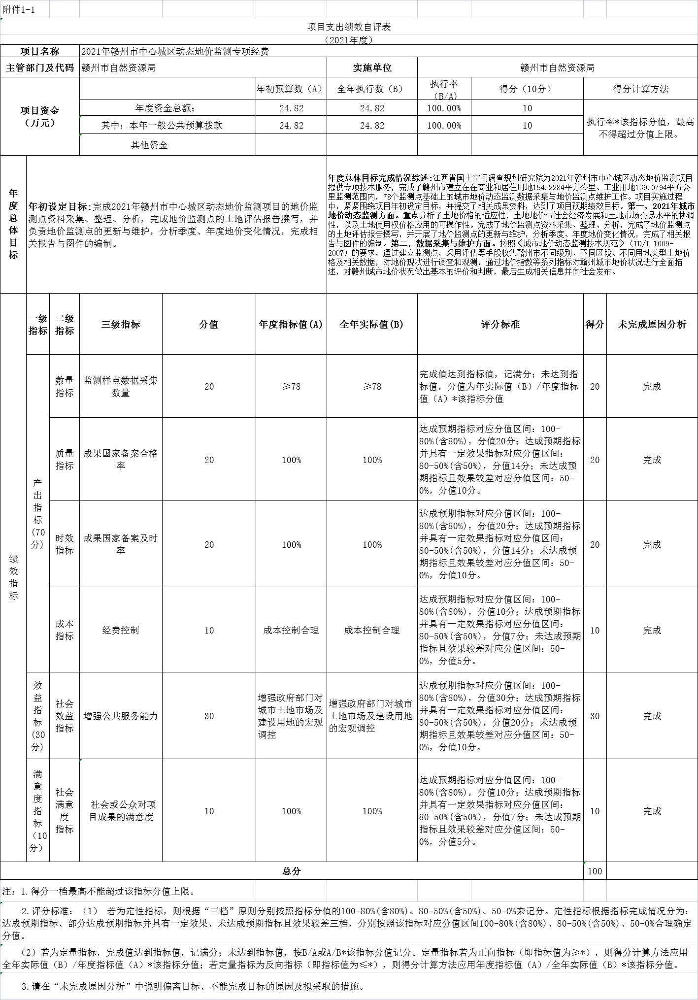 附件1-1
项目支出绩效自评表
（2021年度）
项目名称
2021年赣州市中心城区动态地价监测专项经费
主管部门及代码
赣州市自然资源局
实施单位
赣州市自然资源局
项目资金
（万元）
年初预算数（A）
全年执行数（B）
执行率
（B/A)
得分（10分）
得分计算方法
年度资金总额：
24.82
24.82
100.00%
10
执行率*该指标分值，最高
不得超过分值上限。
其中：本年一般公共预算拨款
24.82
24.82
100.00%
10
其他资金
年
度
总
体
目
标
年初设定目标:完成2021年赣州市中心城区动态地价监测项目的地价监
测点资料采集、整理、分析，完成地价监测点的土地评估报告撰写，并
负责地价监测点的更新与维护，分析季度、年度地价变化情况，完成相
关报告与图件的编制。
年度总体目标完成情况综述:江西省国土空间调查规划研究院为2021年赣州市中心城区动态地价监测项目
提供专项技术服务，完成了赣州市建立在在商业和居住用地154.2284平方公里、工业用地139.0794平方公
里监测范围内，78个监测点基础上的城市地价动态监测数据采集与地价监测点维护工作。项目实施过程
中，紧紧围绕项目年初设定目标，并提交了相关成果资料，达到了项目预期绩效目标。第一，2021年城市
地价动态监测方面。重点分析了土地价格的适应性，土地地价与社会经济发展和土地市场交易水平的协调
性，以及土地使用权价格应用的可操作性。完成了地价监测点资料采集、整理、分析，完成了地价监测点
的土地评估报告撰写，并开展了地价监测点的更新与维护，分析季度、年度地价变化情况，完成了相关报
告与图件的编制。第二，数据采集与维护方面。按照《城市地价动态监测技术规范》（TD/T 1009-
2007）的要求，通过建立监测点，采用评估等手段收集赣州市不同级别、不同区段、不同用地类型土地价
格及相关数据，对地价现状进行调查和观测，通过地价指数等系列指标对赣州城市地价状况进行全面描
述，对赣州城市地价状况做出基本的评价和判断，最后生成相关信息并向社会发布。
绩
效
指
标
一级
指标
二级
指标
三级指标
分值
年度指标值(A)
全年实际值(B)
评分标准
得分
未完成原因分析
产
出
指
标
(70
分)
数量
指标
监测样点数据采集
数量
20
≥78
≥78
完成值达到指标值，记满分；未达到指
标值，分值为年实际值（B）/年度指标
值（A）*该指标分值
20
完成
质量
指标
成果国家备案合格
率
20
100%
100%
达成预期指标对应分值区间：100-
80%(含80%)，分值20分；达成预期指标
并具有一定效果指标对应分值区间：
80-50%(含50%)，分值14分；未达成预
期指标且效果较差对应分值区间：50-
0%，分值10分。
20
完成
时效
指标
成果国家备案及时
率
20
100%
100%
达成预期指标对应分值区间：100-
80%(含80%)，分值20分；达成预期指标
并具有一定效果指标对应分值区间：
80-50%(含50%)，分值14分；未达成预
期指标且效果较差对应分值区间：50-
0%，分值10分。
20
完成
成本
指标
经费控制
10
成本控制合理
成本控制合理
达成预期指标对应分值区间：100-
80%(含80%)，分值10分；达成预期指标
并具有一定效果指标对应分值区间：
80-50%(含50%)，分值7分；未达成预期
指标且效果较差对应分值区间：50-
0%，分值5分。
10
完成
效
益
指
标
(30
分)
社会
效益
指标
增强公共服务能力
30
增强政府部门对
城市土地市场及
建设用地的宏观
调控
增强政府部门对城市
土地市场及建设用地
的宏观调控
达成预期指标对应分值区间：100-
80%(含80%)，分值30分；达成预期指标
并具有一定效果指标对应分值区间：
80-50%(含50%)，分值20分；未达成预
期指标且效果较差对应分值区间：50-
0%，分值10分。
30
完成
满
意
度
指
标
（10
分）
社会
满意
度
指标
社会或公众对项
目成果的满意度
10
100%
100%
达成预期指标对应分值区间：100-
80%(含80%)，分值10分；达成预期指标
并具有一定效果指标对应分值区间：
80-50%(含50%)，分值7分；未达成预期
指标且效果较差对应分值区间：50-
0%，分值5分。
10
完成
总分
100
注：1.得分一档最高不能超过该指标分值上限。
2.评分标准：（1） 若为定性指标，则根据“三档”原则分别按照指标分值的100-80%(含80%)、80-50%(含50%)、50-0%来记分。定性指标根据指标完成情况分为：
达成预期指标、部分达成预期指标并具有一定效果、未达成预期指标且效果较差三档，分别按照该指标对应分值区间100-80%(含80%)、80-50%(含50%)、50-0%合理确定
分值。
（2）若为定量指标，完成值达到指标值，记满分；未达到指标值，按B/A或A/B*该指标分值记分。定量指标若为正向指标（即指标值为≥*），则得分计算方法应用
全年实际值（B）/年度指标值（A）*该指标分值；若定量指标为反向指标（即指标值为≤*），则得分计算方法应用年度指标值（A）/全年实际值（B）*该指标分值。
3.请在“未完成原因分析”中说明偏离目标、不能完成目标的原因及拟采取的措施。